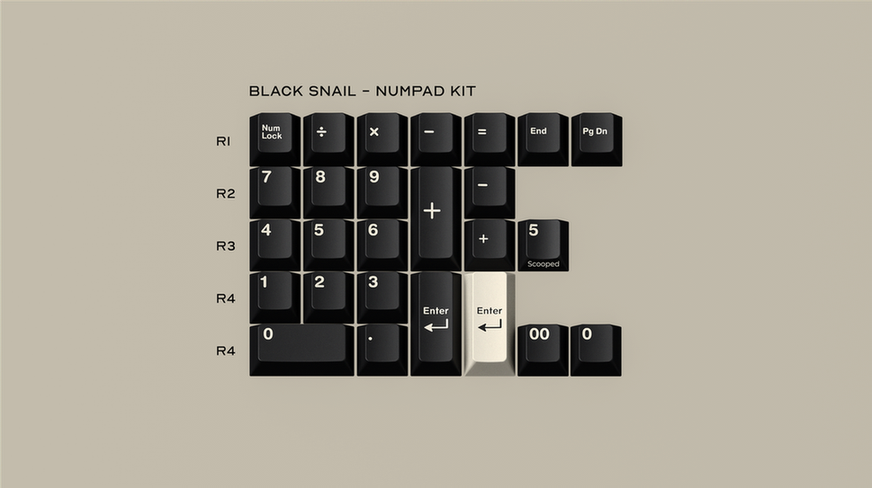 BLACK SNAIL – NUMPAD KIT
R1
Num
Lock
÷
×
−
=
End
Pg Dn
R2
7
8
9
+
−
R3
4
5
6
+
5
Scooped
R4
1
2
3
Enter
Enter
R4
0
.
00
0